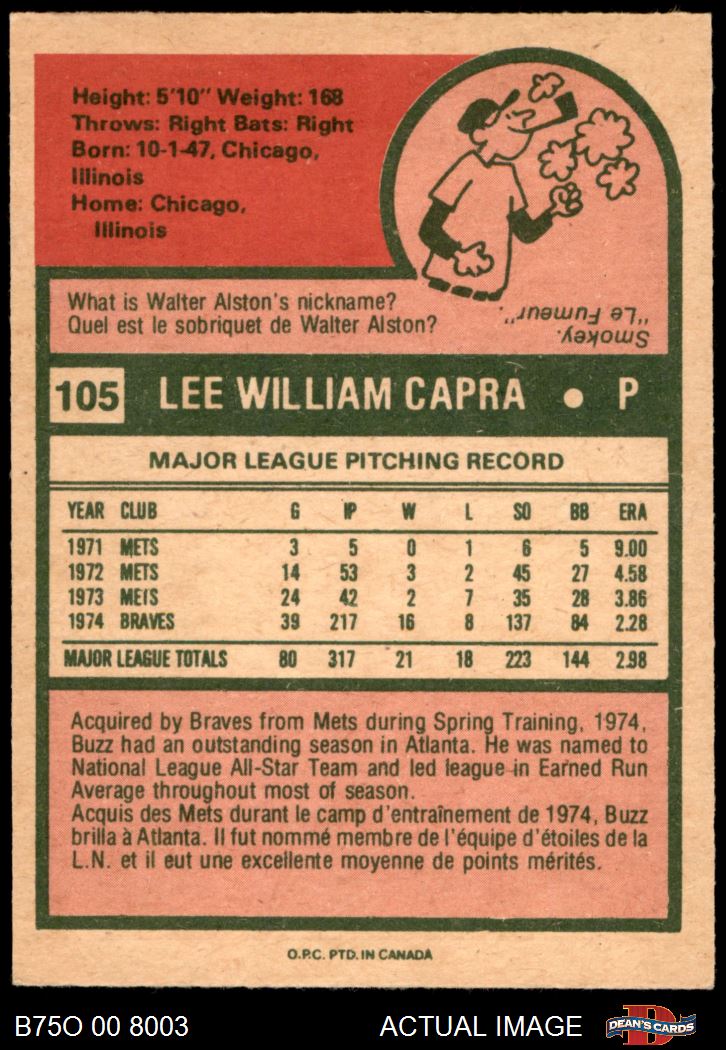 Height: 5'10" Weight: 168
Throws: Right Bats: Right
Born: 10-1-47, Chicago,
Illinois
Home: Chicago,
Illinois
What is Walter Alston's nickname?
Quel est le sobriquet de Walter Alston?
Smokey.
"Le Fumeur".
105 LEE WILLIAM CAPRA • P
MAJOR LEAGUE PITCHING RECORD
YEAR CLUB G IP W L SO BB ERA
1971 METS 3 5 0 1 6 5 9.00
1972 METS 14 53 3 2 45 27 4.58
1973 METS 24 42 2 7 35 28 3.86
1974 BRAVES 39 217 16 8 137 84 2.28
MAJOR LEAGUE TOTALS 80 317 21 18 223 144 2.98
Acquired by Braves from Mets during Spring Training, 1974,
Buzz had an outstanding season in Atlanta. He was named to
National League All-Star Team and led league in Earned Run
Average throughout most of season.
Acquis des Mets durant le camp d'entraînement de 1974, Buzz
brilla à Atlanta. Il fut nommé membre de l'équipe d'étoiles de la
L.N. et il eut une excellente moyenne de points mérités.
O.P.C. PTD. IN CANADA
B75O 00 8003 ACTUAL IMAGE D DEAN'S CARDS